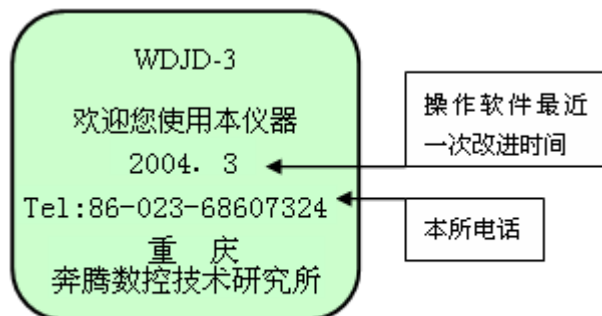 WDJD-3
欢迎您使用本仪器
2004. 3
Tel:86-023-68607324
重 庆
奔腾数控技术研究所
操作软件最近
一次改进时间
本所电话